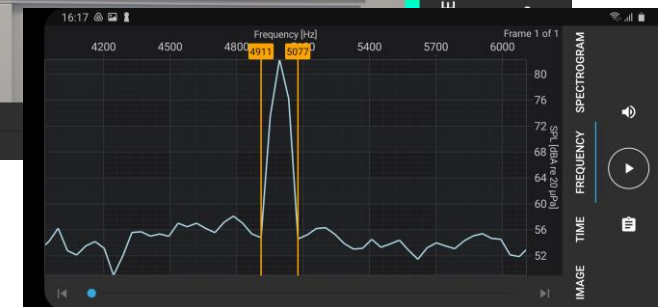 16:17
Frequency [Hz]
Frame 1 of 1
4200 4500 4800 5400 5700 6000
4911 5077
80
76
72
68
64
60
56
52
SPL [dBA re 20 µPa]
SPECTROGRAM
FREQUENCY
TIME
IMAGE